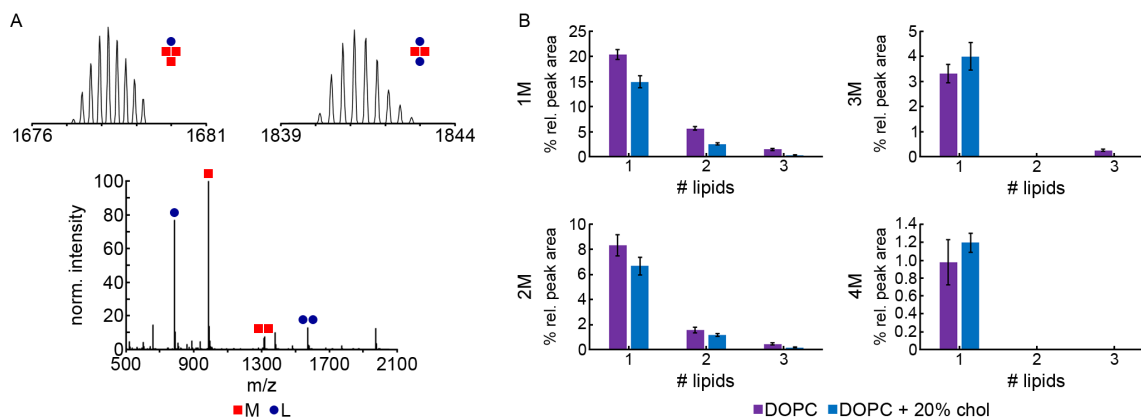 A
1676
1681
1839
1844
norm. intensity
100
80
60
40
20
0
500
900
1300
1700
2100
m/z
M
L
B
1M
% rel. peak area
25
20
15
10
5
0
1
2
3
# lipids
3M
% rel. peak area
5
4
3
2
1
0
1
2
3
# lipids
2M
% rel. peak area
10
8
6
4
2
0
1
2
3
# lipids
4M
% rel. peak area
1.4
1.2
1.0
0.8
0.6
0.4
0.2
0
1
2
3
# lipids
DOPC
DOPC + 20% chol